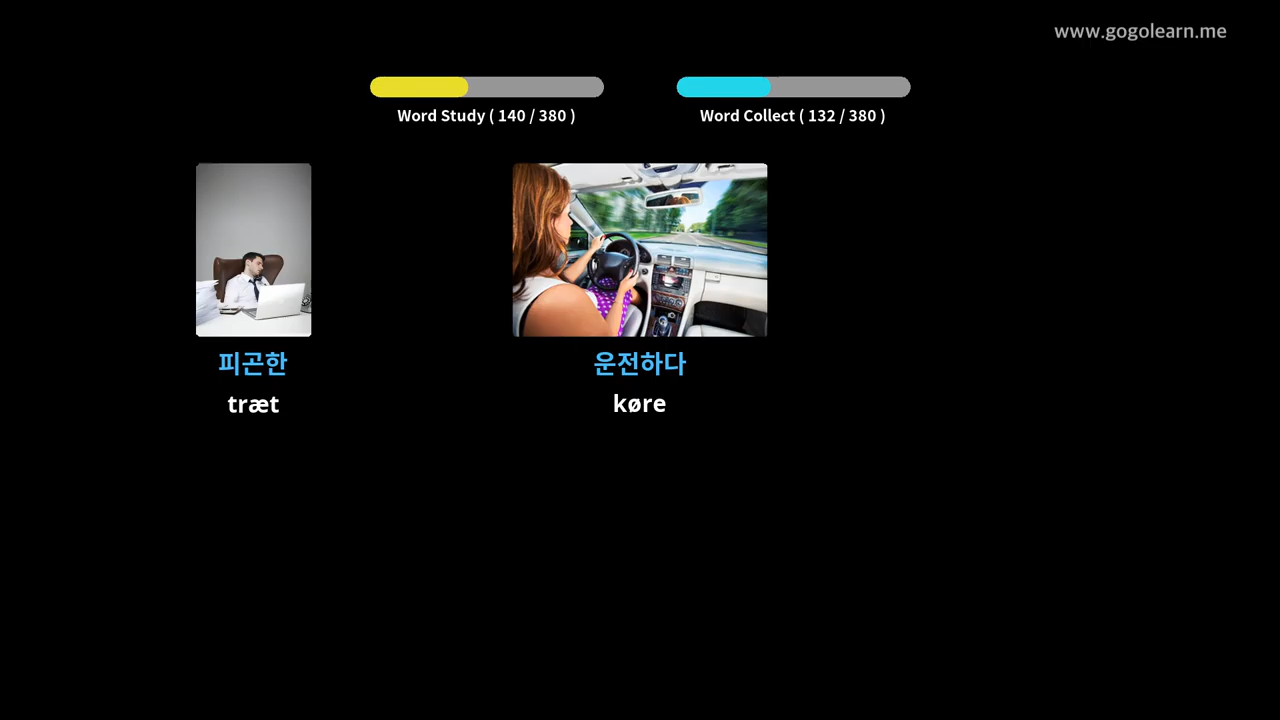 www.gogolearn.me
Word Study ( 140 / 380 )
Word Collect ( 132 / 380 )
피곤한
træt
운전하다
køre